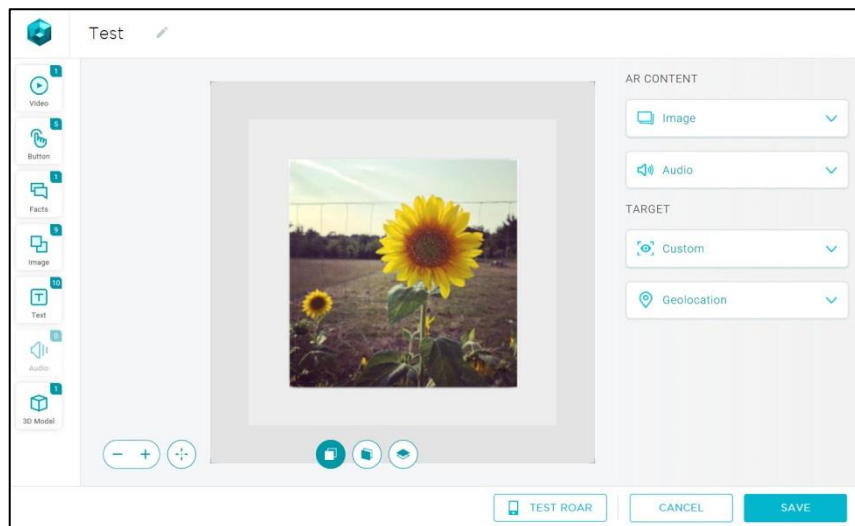 Test
1
Video
5
Button
1
Facts
9
Image
10
Text
0
Audio
1
3D Model
AR CONTENT
Image
Audio
TARGET
Custom
Geolocation
TEST ROAR
CANCEL
SAVE